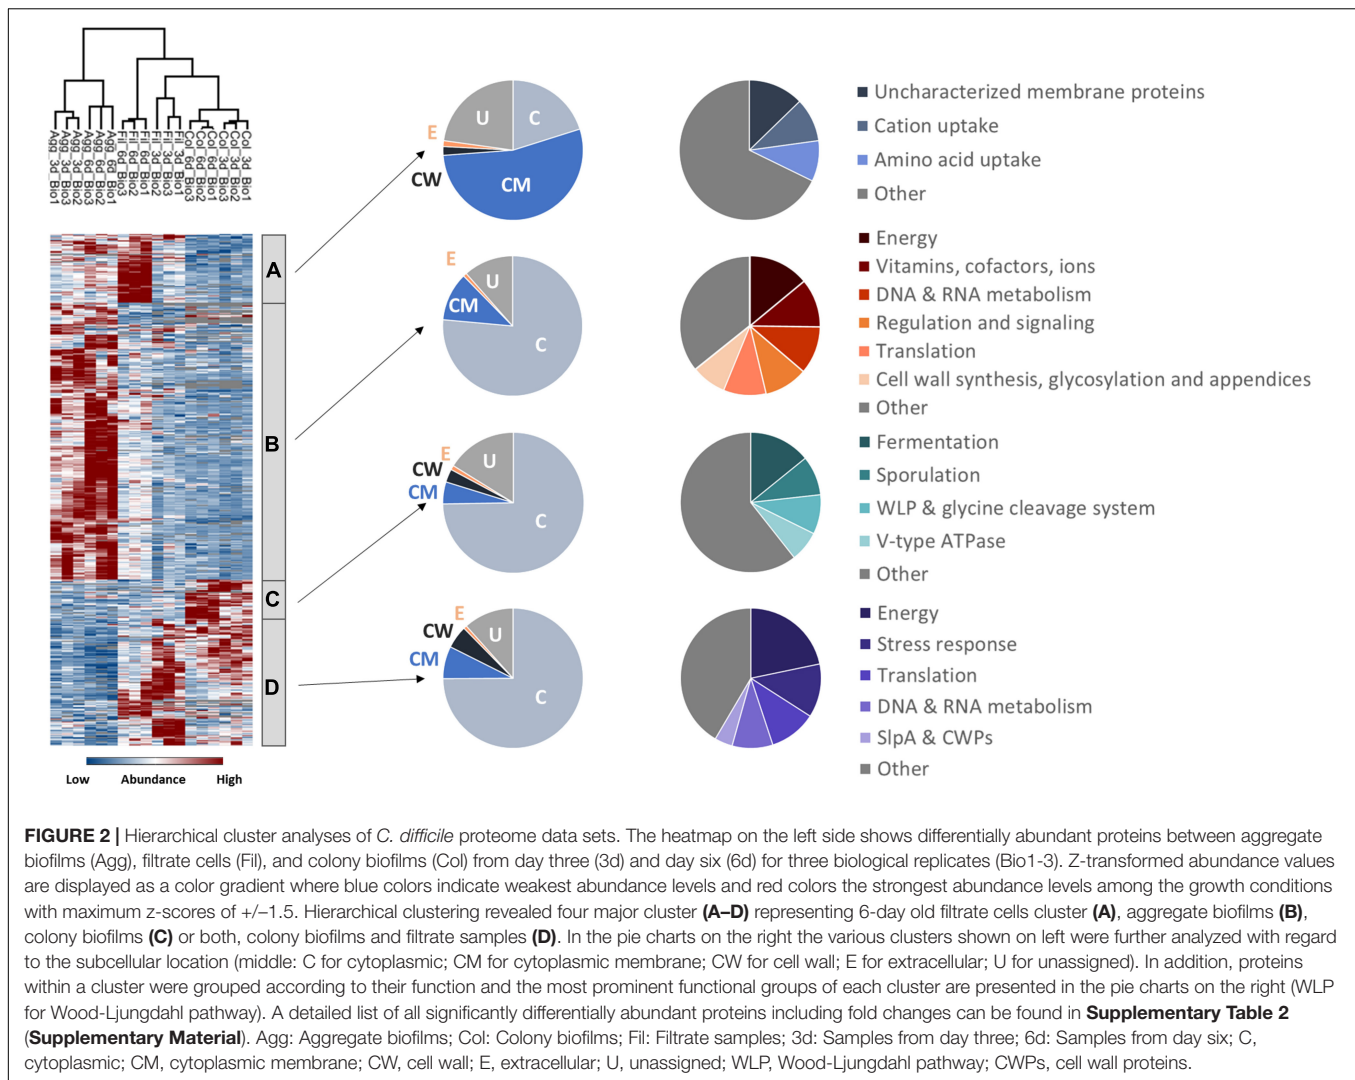 Agg_3d_Bio1
Agg_3d_Bio3
Agg_3d_Bio2
Agg_6d_Bio3
Agg_6d_Bio2
Agg_6d_Bio1
Fil_6d_Bio3
Fil_6d_Bio2
Fil_6d_Bio1
Fil_3d_Bio2
Fil_3d_Bio3
Fil_3d_Bio1
Col_6d_Bio3
Col_6d_Bio2
Col_6d_Bio1
Col_3d_Bio3
Col_3d_Bio2
Col_3d_Bio1
A
B
C
D
Low Abundance High
U
C
E
CW
CM
Uncharacterized membrane proteins
Cation uptake
Amino acid uptake
Other
E
U
CM
C
Energy
Vitamins, cofactors, ions
DNA & RNA metabolism
Regulation and signaling
Translation
Cell wall synthesis, glycosylation and appendices
Other
E
U
CW
CM
C
Fermentation
Sporulation
WLP & glycine cleavage system
V-type ATPase
Other
E
U
CW
CM
C
Energy
Stress response
Translation
DNA & RNA metabolism
SlpA & CWPs
Other
FIGURE 2 | Hierarchical cluster analyses of C. difficile proteome data sets. The heatmap on the left side shows differentially abundant proteins between aggregate
biofilms (Agg), filtrate cells (Fil), and colony biofilms (Col) from day three (3d) and day six (6d) for three biological replicates (Bio1-3). Z-transformed abundance values
are displayed as a color gradient where blue colors indicate weakest abundance levels and red colors the strongest abundance levels among the growth conditions
with maximum z-scores of +/–1.5. Hierarchical clustering revealed four major cluster (A–D) representing 6-day old filtrate cells cluster (A), aggregate biofilms (B),
colony biofilms (C) or both, colony biofilms and filtrate samples (D). In the pie charts on the right the various clusters shown on left were further analyzed with regard
to the subcellular location (middle: C for cytoplasmic; CM for cytoplasmic membrane; CW for cell wall; E for extracellular; U for unassigned). In addition, proteins
within a cluster were grouped according to their function and the most prominent functional groups of each cluster are presented in the pie charts on the right (WLP
for Wood-Ljungdahl pathway). A detailed list of all significantly differentially abundant proteins including fold changes can be found in Supplementary Table 2
(Supplementary Material). Agg: Aggregate biofilms; Col: Colony biofilms; Fil: Filtrate samples; 3d: Samples from day three; 6d: Samples from day six; C,
cytoplasmic; CM, cytoplasmic membrane; CW, cell wall; E, extracellular; U, unassigned; WLP, Wood-Ljungdahl pathway; CWPs, cell wall proteins.